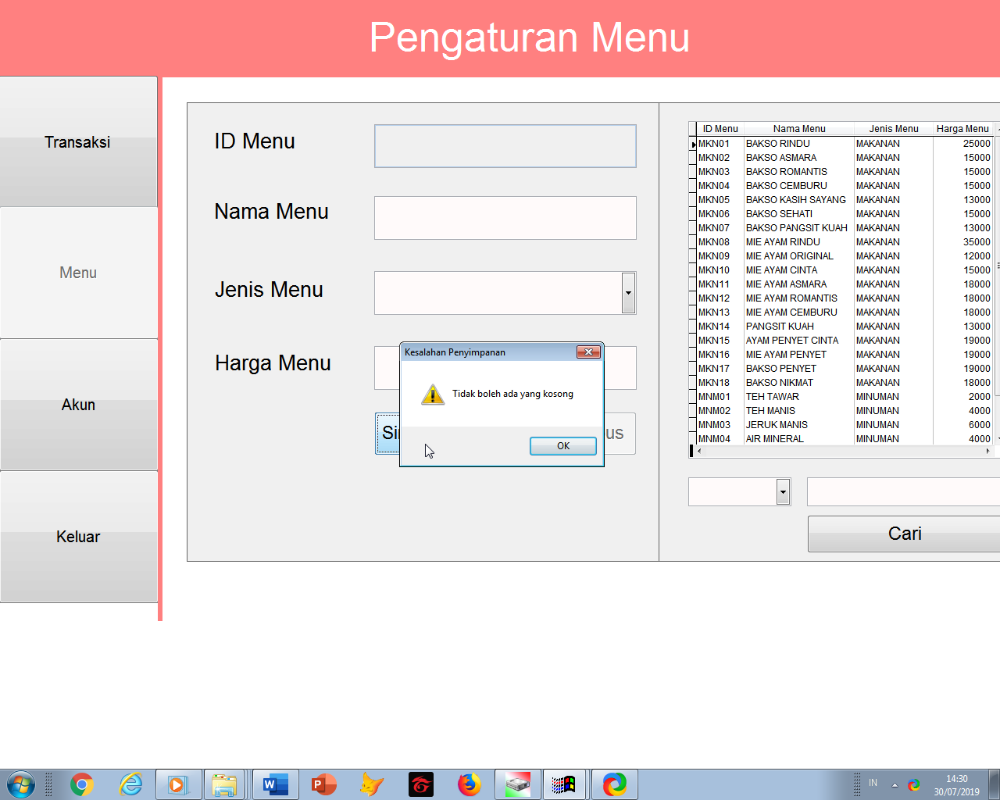 Pengaturan Menu
Transaksi
Menu
Akun
Keluar
ID Menu
Nama Menu
Jenis Menu
Harga Menu
Kesalahan Penyimpanan
Tidak boleh ada yang kosong
OK
ID Menu Nama Menu Jenis Menu Harga Menu
MKN01 BAKSO RINDU MAKANAN 25000
MKN02 BAKSO ASMARA MAKANAN 15000
MKN03 BAKSO ROMANTIS MAKANAN 15000
MKN04 BAKSO CEMBURU MAKANAN 15000
MKN05 BAKSO KASIH SAYANG MAKANAN 13000
MKN06 BAKSO SEHATI MAKANAN 15000
MKN07 BAKSO PANGSIT KUAH MAKANAN 13000
MKN08 MIE AYAM RINDU MAKANAN 35000
MKN09 MIE AYAM ORIGINAL MAKANAN 12000
MKN10 MIE AYAM CINTA MAKANAN 15000
MKN11 MIE AYAM ASMARA MAKANAN 18000
MKN12 MIE AYAM ROMANTIS MAKANAN 18000
MKN13 MIE AYAM CEMBURU MAKANAN 18000
MKN14 PANGSIT KUAH MAKANAN 13000
MKN15 AYAM PENYET CINTA MAKANAN 19000
MKN16 MIE AYAM PENYET MAKANAN 19000
MKN17 BAKSO PENYET MAKANAN 19000
MKN18 BAKSO NIKMAT MAKANAN 18000
MNM01 TEH TAWAR MINUMAN 2000
MNM02 TEH MANIS MINUMAN 4000
MNM03 JERUK MANIS MINUMAN 6000
MNM04 AIR MINERAL MINUMAN 4000
Cari
IN
14:30
30/07/2019